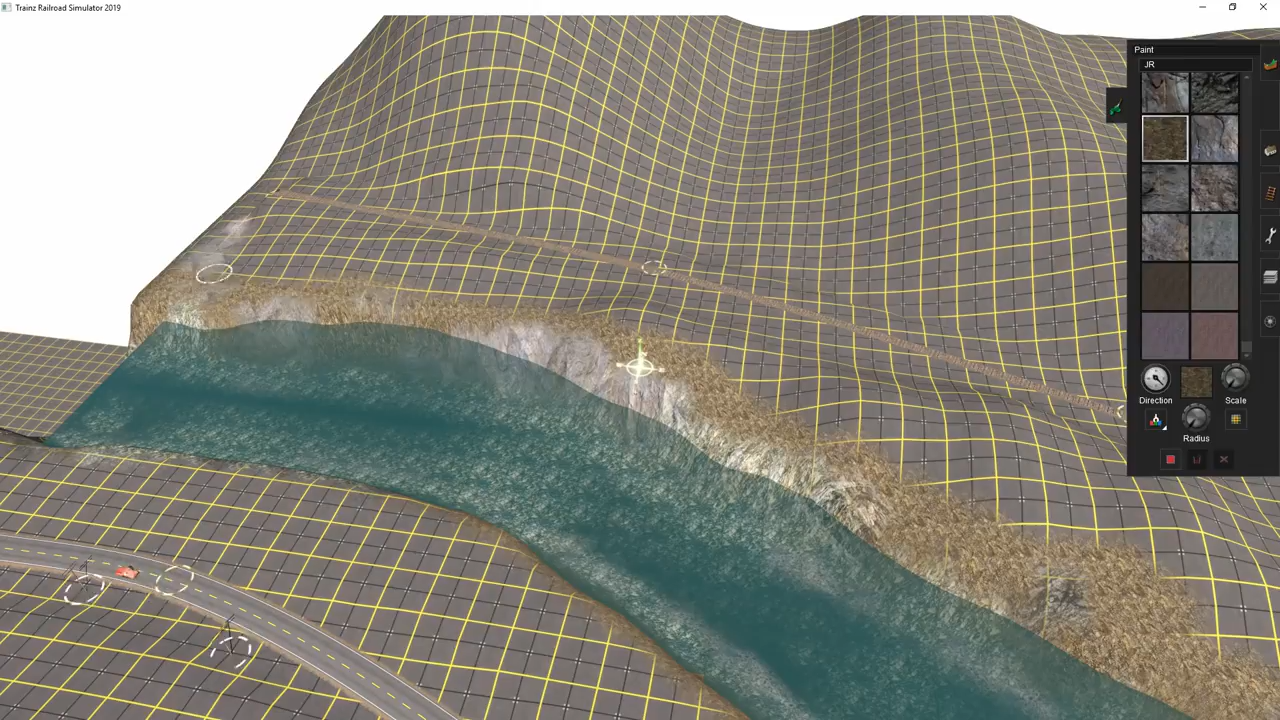 Trainz Railroad Simulator 2019
Paint
JR
Direction
Scale
Radius